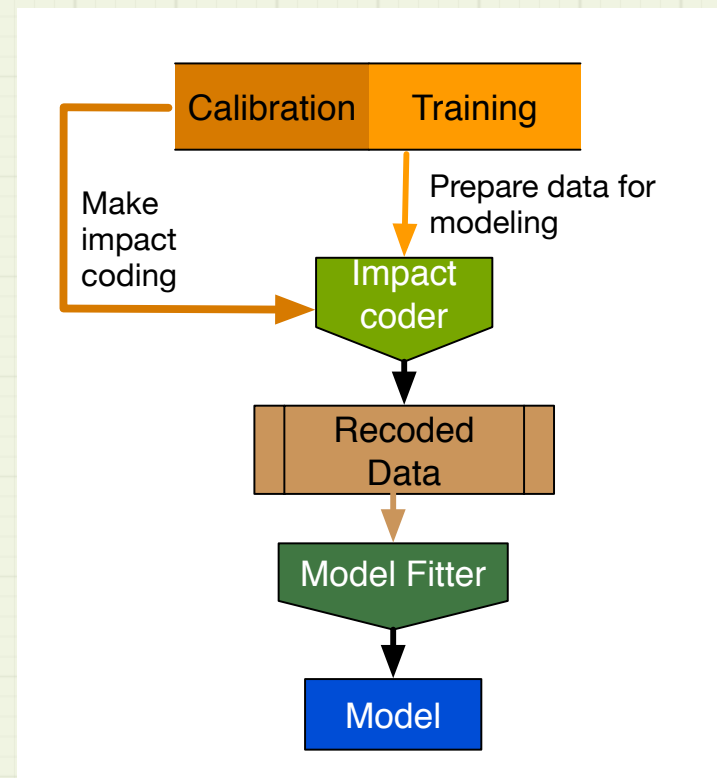 Calibration Training
Prepare data for
modeling
Make
impact
coding
Impact
coder
Recoded
Data
Model Fitter
Model